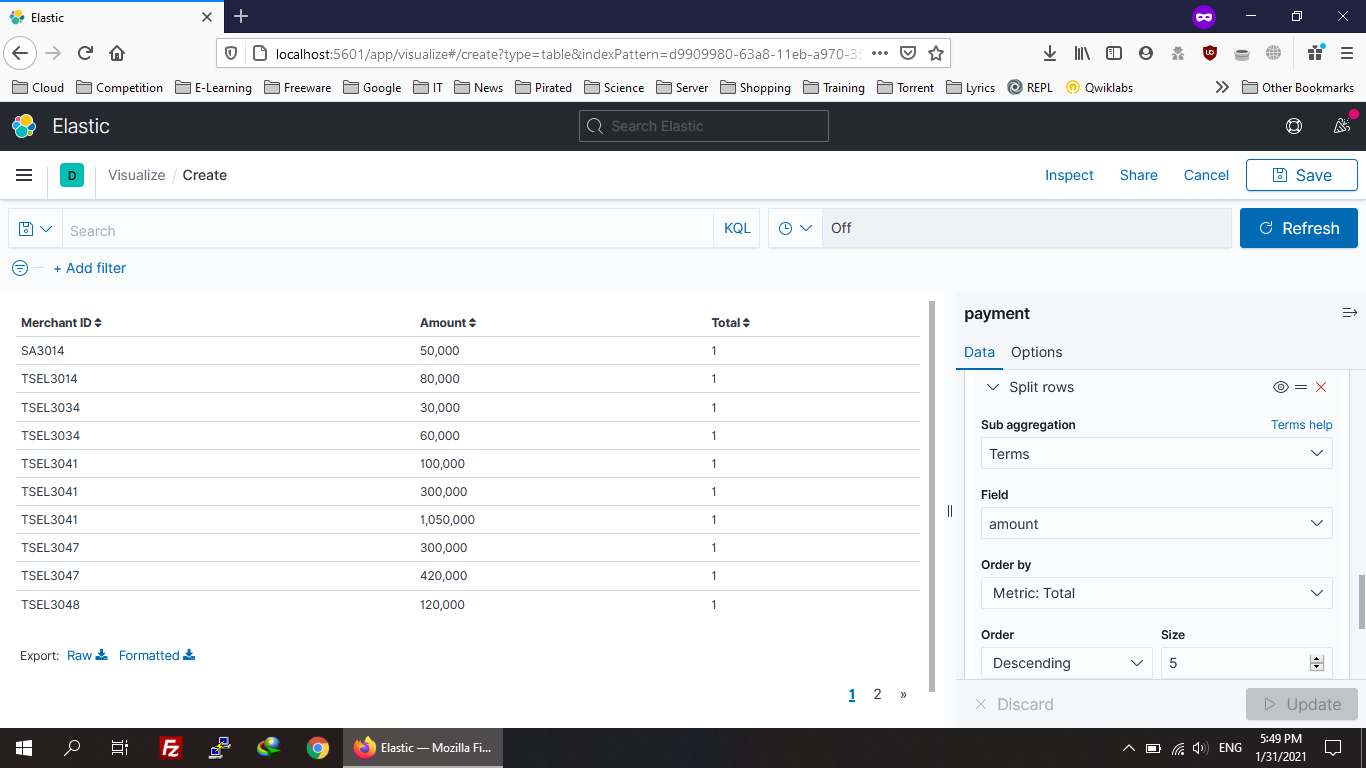 Elastic
localhost:5601/app/visualize#/create?type=table&indexPattern=d9909980-63a8-11eb-a970-35
Cloud Competition E-Learning Freeware Google IT News Pirated Science Server Shopping Training Torrent Lyrics REPL Qwiklabs Other Bookmarks
Elastic Search Elastic
D Visualize / Create Inspect Share Cancel Save
Search KQL Off Refresh
+ Add filter
payment
Data Options
Merchant ID Amount Total
SA3014 50,000 1
TSEL3014 80,000 1
TSEL3034 30,000 1
TSEL3034 60,000 1
TSEL3041 100,000 1
TSEL3041 300,000 1
TSEL3041 1,050,000 1
TSEL3047 300,000 1
TSEL3047 420,000 1
TSEL3048 120,000 1
Export: Raw Formatted
1 2 »
Split rows
Sub aggregation Terms help
Terms
Field
amount
Order by
Metric: Total
Order Size
Descending 5
Discard Update
Elastic — Mozilla Fi...
ENG
5:49 PM
1/31/2021